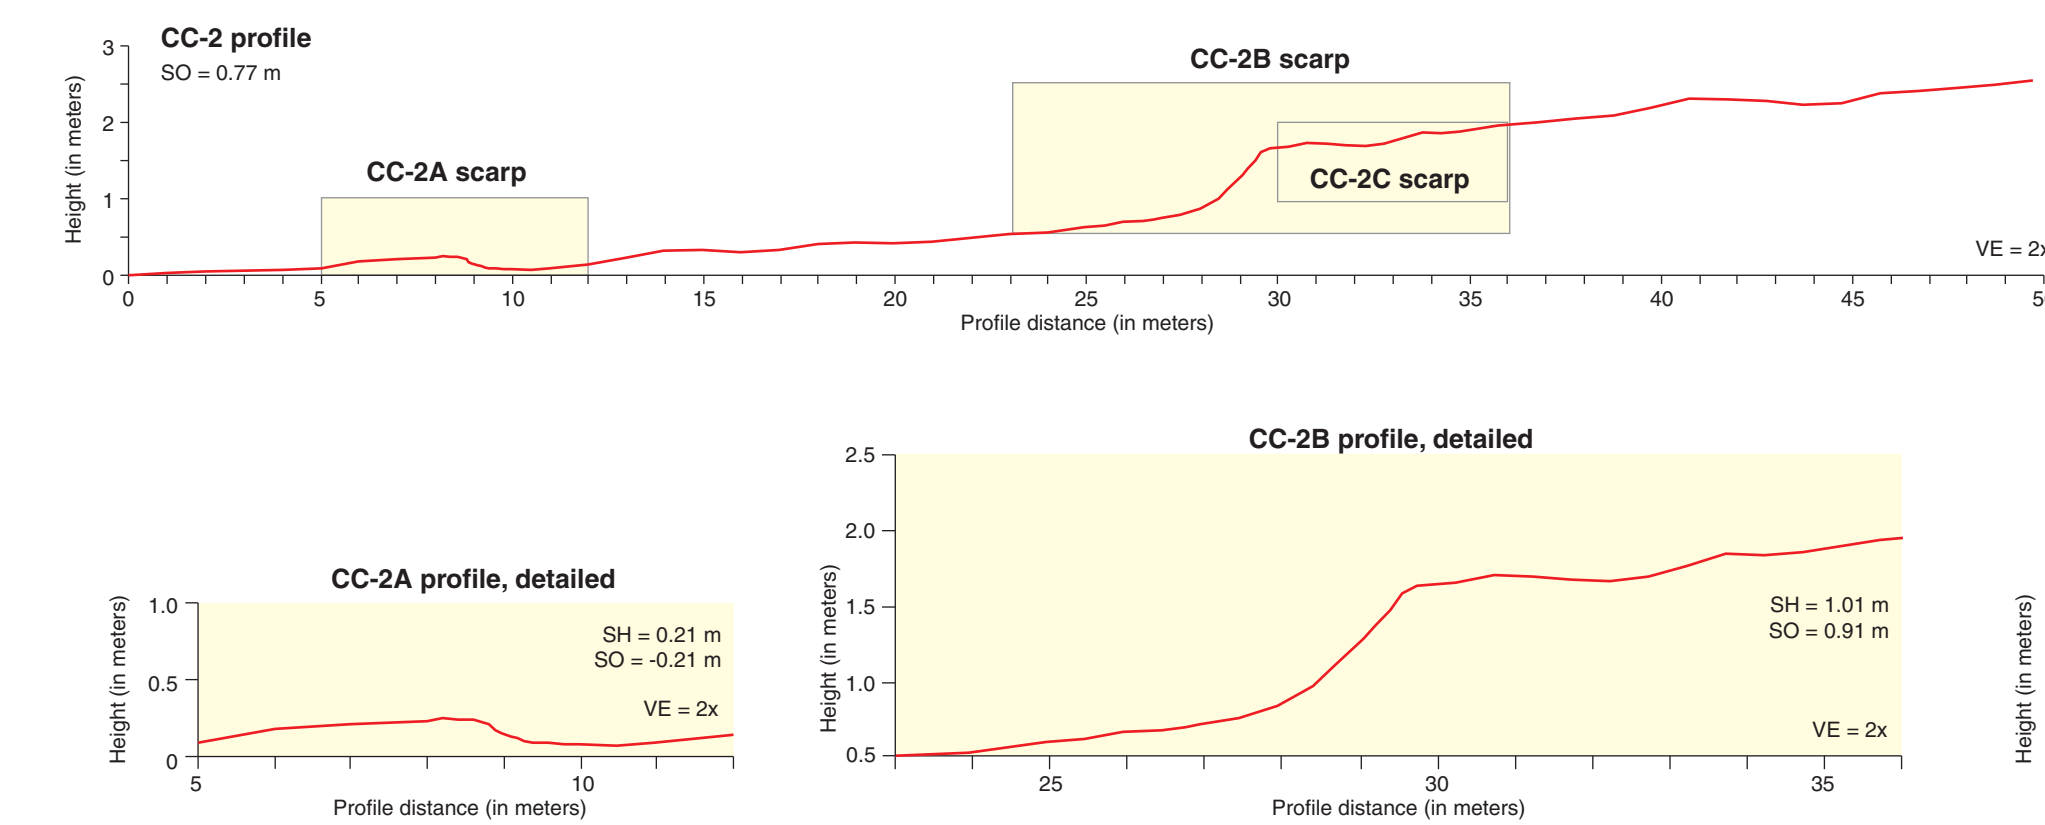 CC-2 profile
SO = 0.77 m
CC-2A scarp
CC-2B scarp
CC-2C scarp
VE = 2x
Height (in meters)
3
2
1
0
0 5 10 15 20 25 30 35 40 45 5
Profile distance (in meters)
CC-2A profile, detailed
SH = 0.21 m
SO = -0.21 m
VE = 2x
Height (in meters)
1.0
0.5
0
5 10
Profile distance (in meters)
CC-2B profile, detailed
SH = 1.01 m
SO = 0.91 m
VE = 2x
Height (in meters)
2.5
2.0
1.5
1.0
0.5
25 30 35
Profile distance (in meters)
Height (in meters)